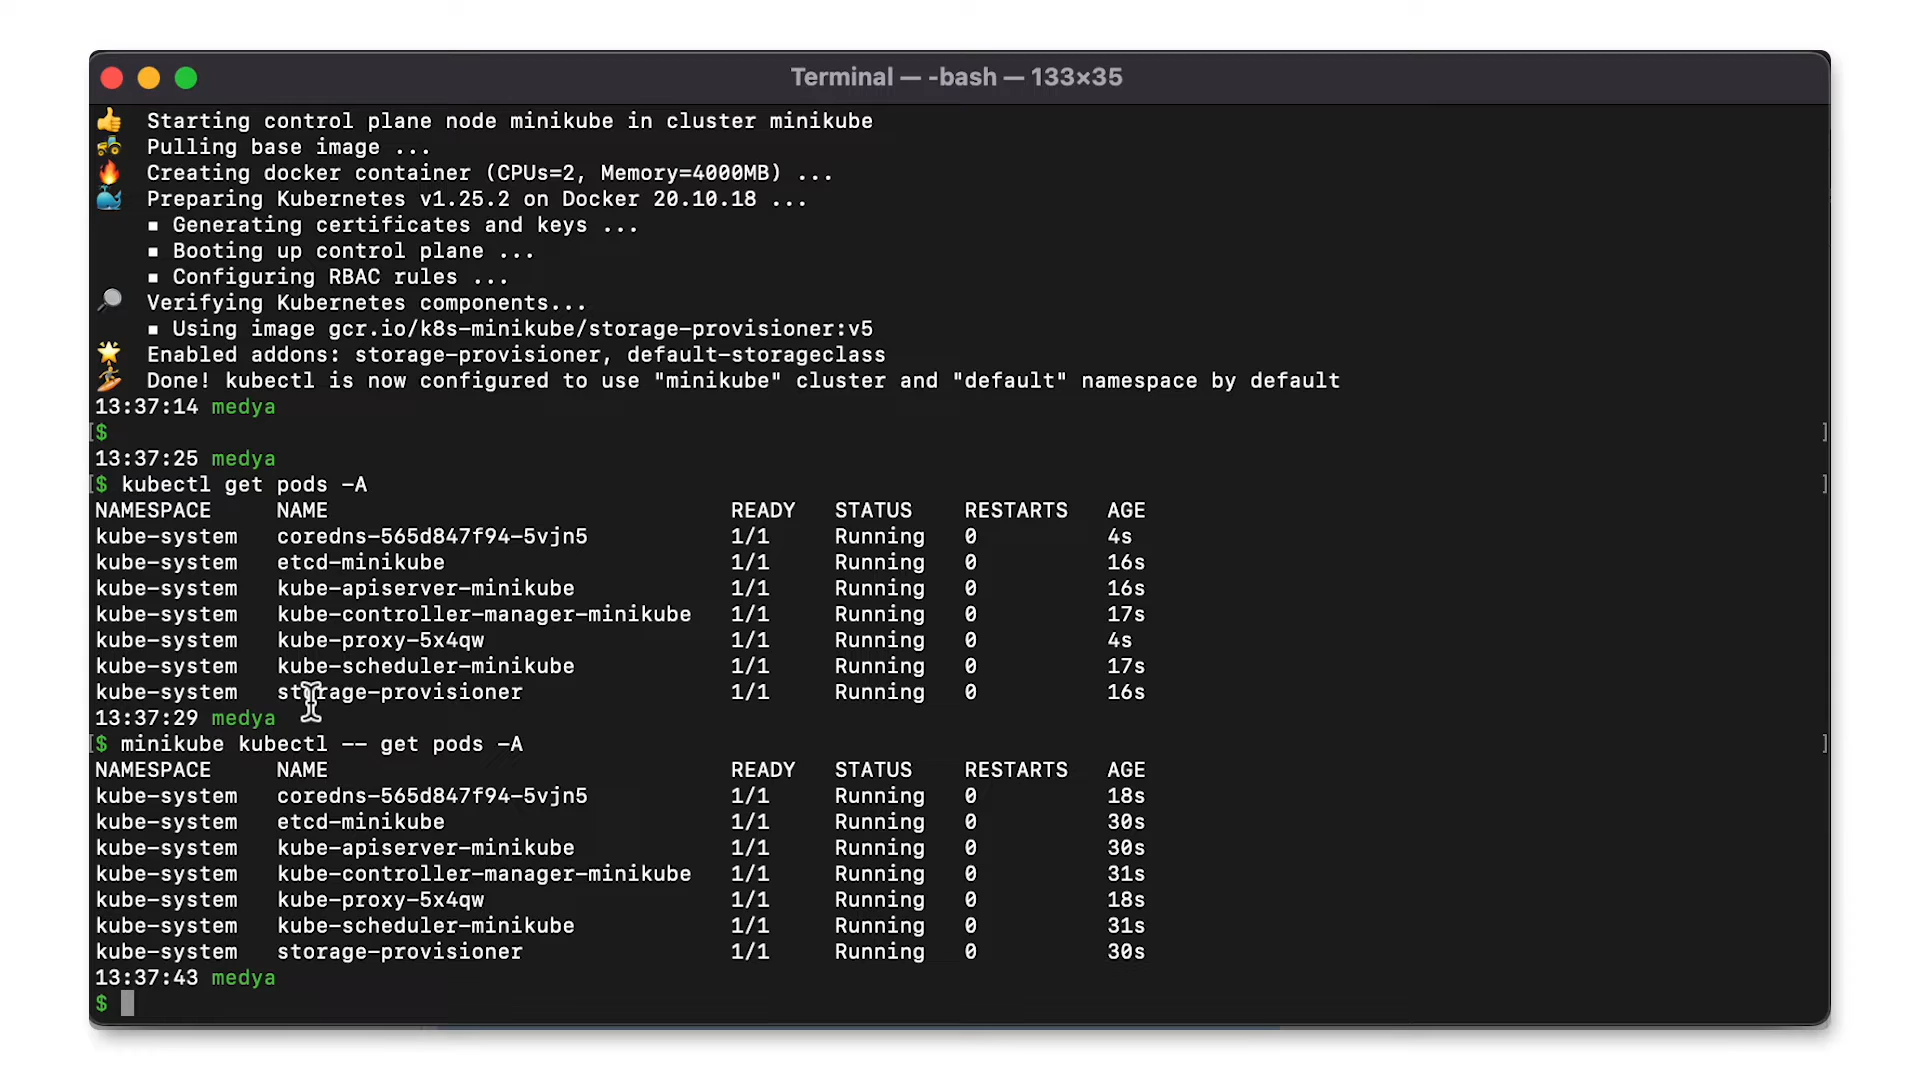 Terminal — -bash — 133×35
Starting control plane node minikube in cluster minikube
Pulling base image ...
Creating docker container (CPUs=2, Memory=4000MB) ...
Preparing Kubernetes v1.25.2 on Docker 20.10.18 ...
▪ Generating certificates and keys ...
▪ Booting up control plane ...
▪ Configuring RBAC rules ...
Verifying Kubernetes components...
▪ Using image gcr.io/k8s-minikube/storage-provisioner:v5
Enabled addons: storage-provisioner, default-storageclass
Done! kubectl is now configured to use "minikube" cluster and "default" namespace by default
13:37:14 medya
[$ ]
13:37:25 medya
[$ kubectl get pods -A ]
NAMESPACE NAME READY STATUS RESTARTS AGE
kube-system coredns-565d847f94-5vjn5 1/1 Running 0 4s
kube-system etcd-minikube 1/1 Running 0 16s
kube-system kube-apiserver-minikube 1/1 Running 0 16s
kube-system kube-controller-manager-minikube 1/1 Running 0 17s
kube-system kube-proxy-5x4qw 1/1 Running 0 4s
kube-system kube-scheduler-minikube 1/1 Running 0 17s
kube-system storage-provisioner 1/1 Running 0 16s
13:37:29 medya
[$ minikube kubectl -- get pods -A ]
NAMESPACE NAME READY STATUS RESTARTS AGE
kube-system coredns-565d847f94-5vjn5 1/1 Running 0 18s
kube-system etcd-minikube 1/1 Running 0 30s
kube-system kube-apiserver-minikube 1/1 Running 0 30s
kube-system kube-controller-manager-minikube 1/1 Running 0 31s
kube-system kube-proxy-5x4qw 1/1 Running 0 18s
kube-system kube-scheduler-minikube 1/1 Running 0 31s
kube-system storage-provisioner 1/1 Running 0 30s
13:37:43 medya
$